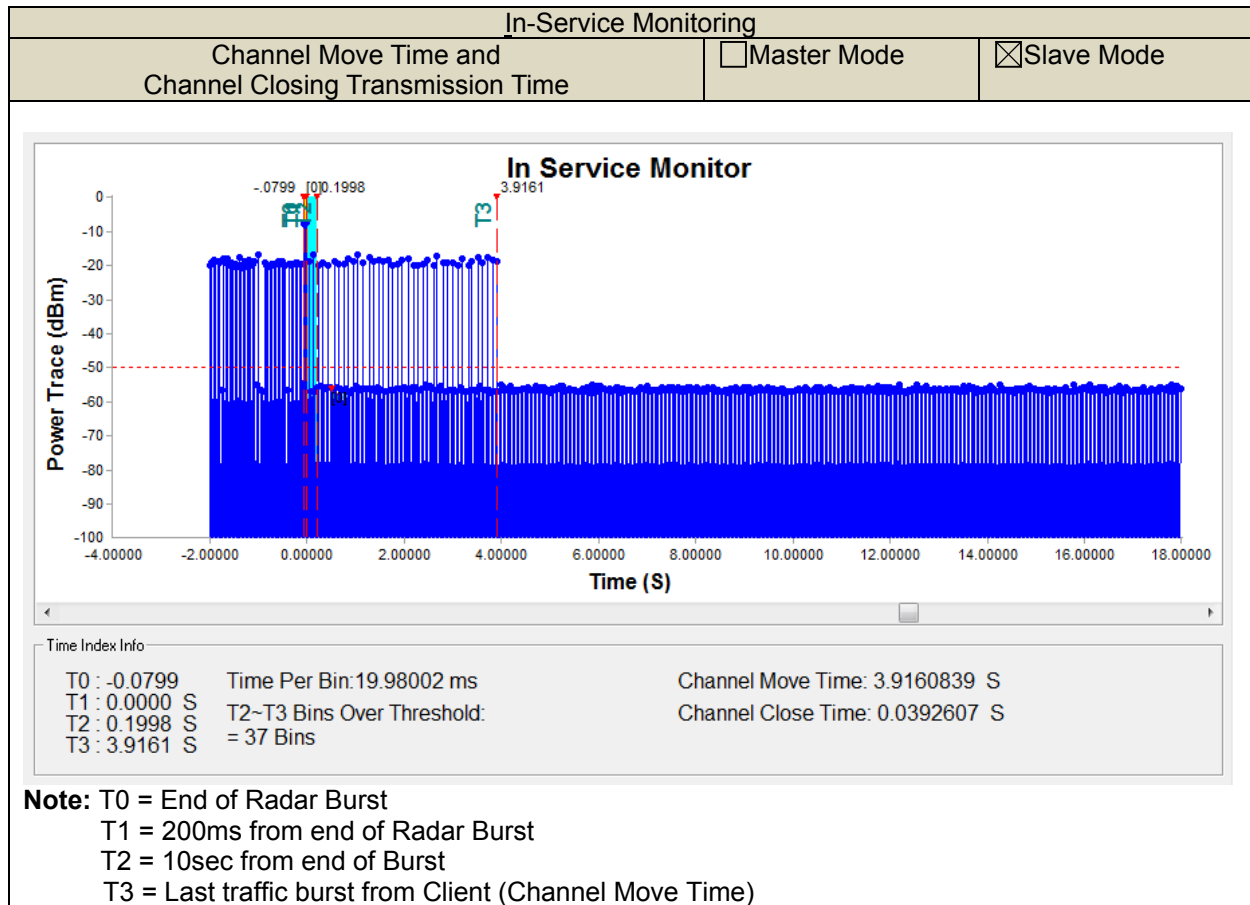 In-Service Monitoring
Channel Move Time and
Channel Closing Transmission Time
Master Mode
Slave Mode
In Service Monitor
-.0799 [0]0.1998 3.9161
T2 T3
0
-10
-20
-30
-40
-50
-60
-70
-80
-90
-100
Power Trace (dBm)
-4.00000 -2.00000 0.00000 2.00000 4.00000 6.00000 8.00000 10.00000 12.00000 14.00000 16.00000 18.00000
Time (S)
Time Index Info
T0 : -0.0799
T1 : 0.0000 S
T2 : 0.1998 S
T3 : 3.9161 S
Time Per Bin:19.98002 ms
T2~T3 Bins Over Threshold:
= 37 Bins
Channel Move Time: 3.9160839 S
Channel Close Time: 0.0392607 S
Note: T0 = End of Radar Burst
T1 = 200ms from end of Radar Burst
T2 = 10sec from end of Burst
T3 = Last traffic burst from Client (Channel Move Time)